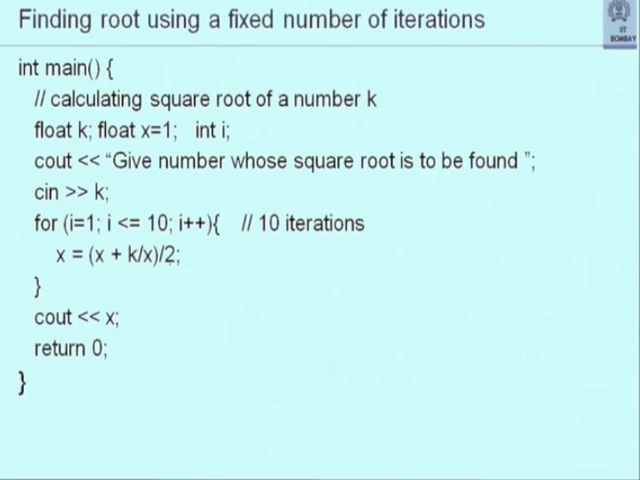 Finding root using a fixed number of iterations
IIT
BOMBAY
int main() {
// calculating square root of a number k
float k; float x=1; int i;
cout << “Give number whose square root is to be found ”;
cin >> k;
for (i=1; i <= 10; i++){ // 10 iterations
x = (x + k/x)/2;
}
cout << x;
return 0;
}